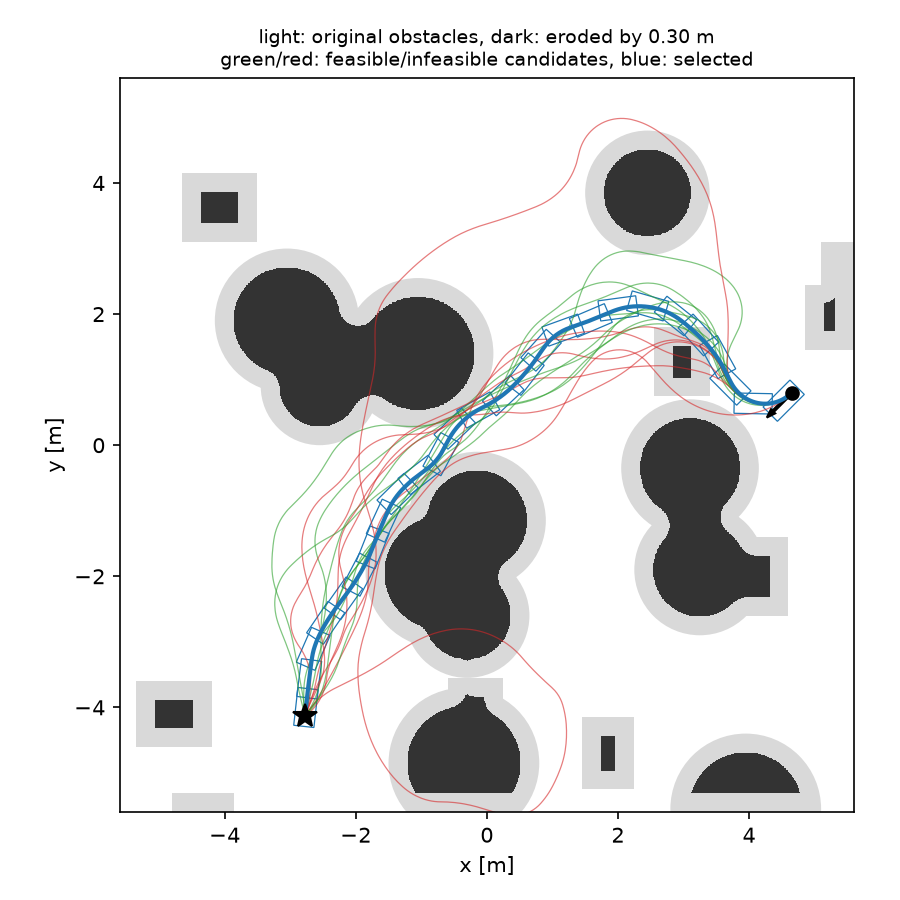 light: original obstacles, dark: eroded by 0.30 m
green/red: feasible/infeasible candidates, blue: selected
y [m]
4
2
0
−2
−4
−4 −2 0 2 4
x [m]